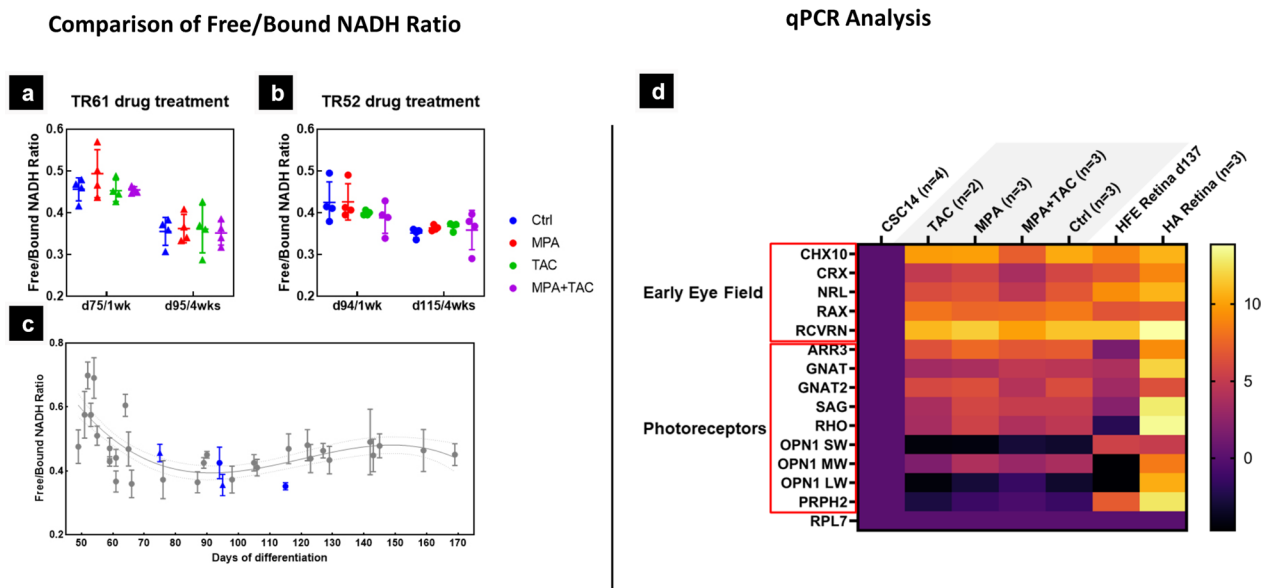 Comparison of Free/Bound NADH Ratio
qPCR Analysis
a
TR61 drug treatment
Free/Bound NADH Ratio
0.6
0.5
0.4
0.3
0.2
d75/1wk
d95/4wks
b
TR52 drug treatment
Free/Bound NADH Ratio
0.6
0.5
0.4
0.3
0.2
d94/1wk
d115/4wks
Ctrl
MPA
TAC
MPA+TAC
c
Free/Bound NADH Ratio
0.8
0.6
0.4
0.2
50 60 70 80 90 100 110 120 130 140 150 160 170
Days of differentiation
d
CSC14 (n=4)
TAC (n=2)
MPA (n=3)
MPA+TAC (n=3)
Ctrl (n=3)
HFE Retina d137
HA Retina (n=3)
Early Eye Field
CHX10
CRX
NRL
RAX
RCVRN
Photoreceptors
ARR3
GNAT
GNAT2
SAG
RHO
OPN1 SW
OPN1 MW
OPN1 LW
PRPH2
RPL7
10
5
0